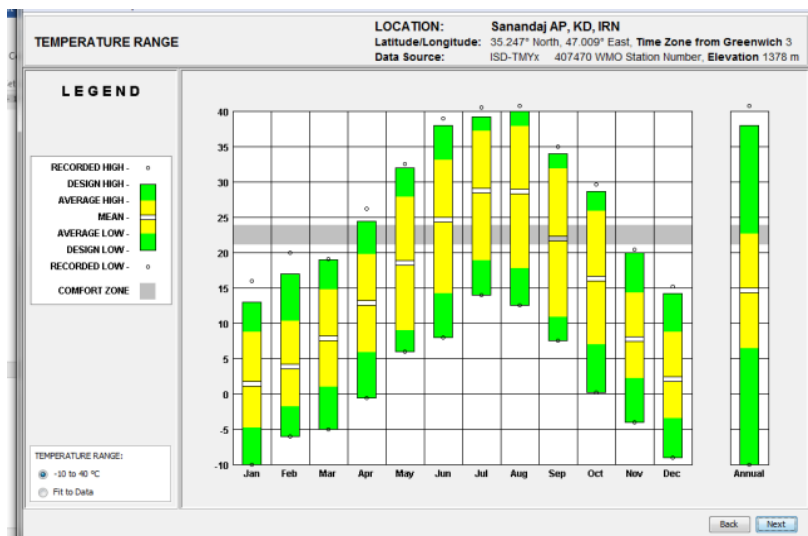 TEMPERATURE RANGE
LOCATION: Sanandaj AP, KD, IRN
Latitude/Longitude: 35.247° North, 47.009° East, Time Zone from Greenwich 3
Data Source: ISD-TMYx 407470 WMO Station Number, Elevation 1378 m
LEGEND
RECORDED HIGH -
DESIGN HIGH -
AVERAGE HIGH -
MEAN -
AVERAGE LOW -
DESIGN LOW -
RECORDED LOW -
COMFORT ZONE
TEMPERATURE RANGE:
-10 to 40 °C
Fit to Data
40
35
30
25
20
15
10
5
0
-5
-10
Jan Feb Mar Apr May Jun Jul Aug Sep Oct Nov Dec Annual
Back Next